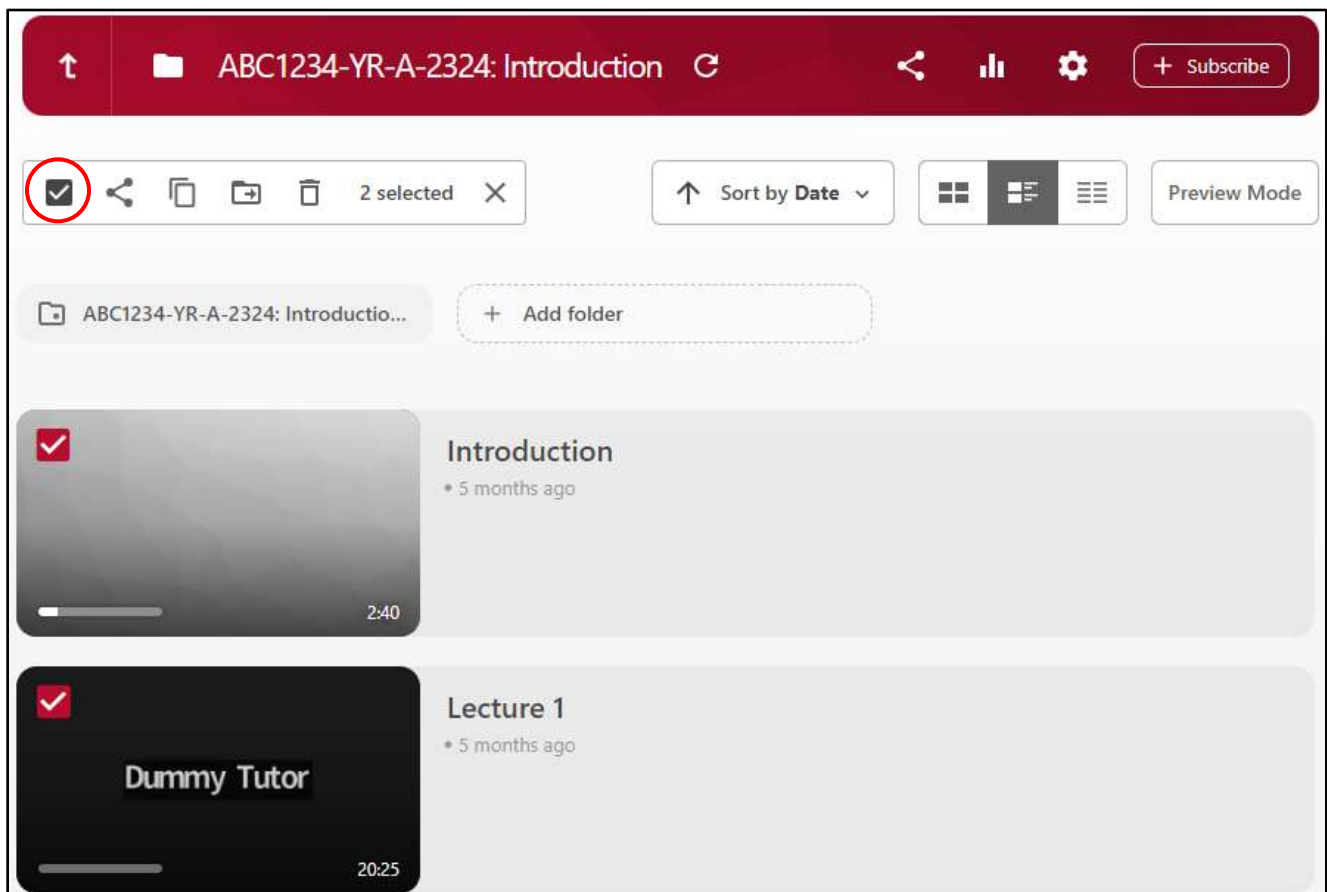 ABC1234-YR-A-2324: Introduction
+ Subscribe
2 selected
Sort by Date
Preview Mode
ABC1234-YR-A-2324: Introductio...
+ Add folder
Introduction
• 5 months ago
2:40
Lecture 1
• 5 months ago
Dummy Tutor
20:25